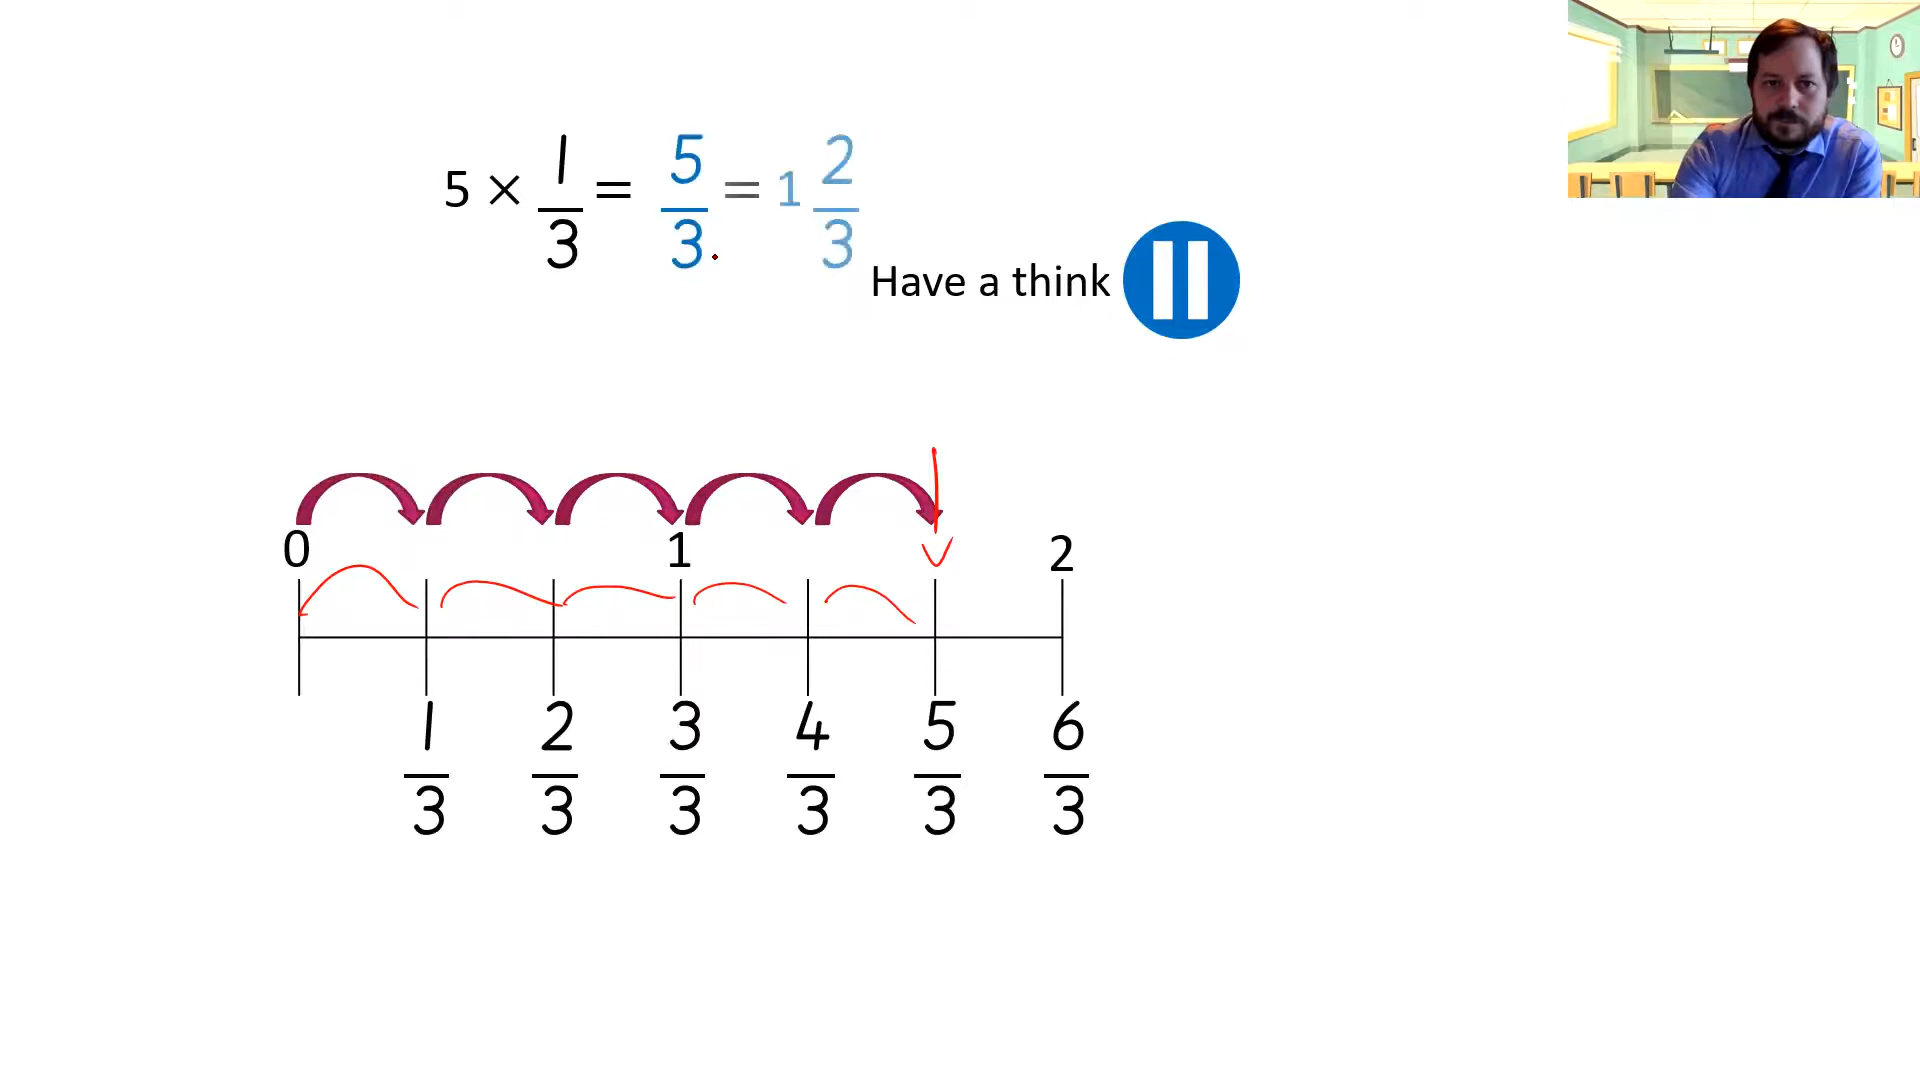 5 × 1/3 = 5/3 = 1 2/3
Have a think
0 1 2
1/3 2/3 3/3 4/3 5/3 6/3